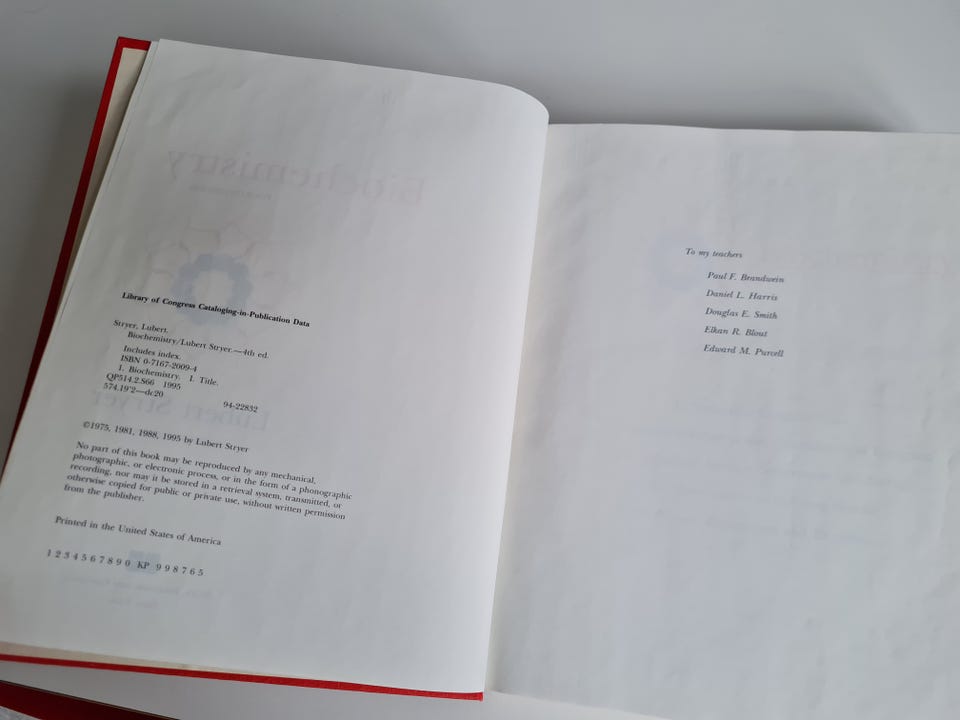 Library of Congress Cataloging-in-Publication Data
Stryer, Lubert.
Biochemistry/Lubert Stryer.—4th ed.
Includes index.
ISBN 0-7167-2009-4
1. Biochemistry. I. Title.
QP514.2.S66 1995
574.19'2—dc20
94-22832
©1975, 1981, 1988, 1995 by Lubert Stryer
No part of this book may be reproduced by any mechanical,
photographic, or electronic process, or in the form of a phonographic
recording, nor may it be stored in a retrieval system, transmitted, or
otherwise copied for public or private use, without written permission
from the publisher.
Printed in the United States of America
1 2 3 4 5 6 7 8 9 0 KP 9 9 8 7 6 5
To my teachers
Paul F. Brandwein
Daniel L. Harris
Douglas E. Smith
Elkan R. Blout
Edward M. Purcell